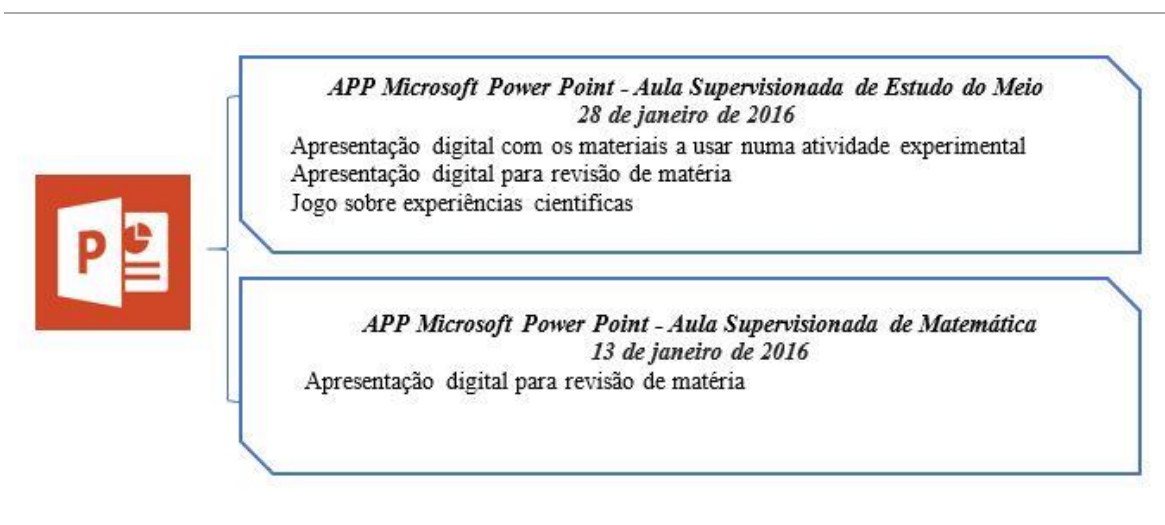 APP Microsoft Power Point - Aula Supervisionada de Estudo do Meio
28 de janeiro de 2016
Apresentação digital com os materiais a usar numa atividade experimental
Apresentação digital para revisão de matéria
Jogo sobre experiências cientificas
P
APP Microsoft Power Point - Aula Supervisionada de Matemática
13 de janeiro de 2016
Apresentação digital para revisão de matéria